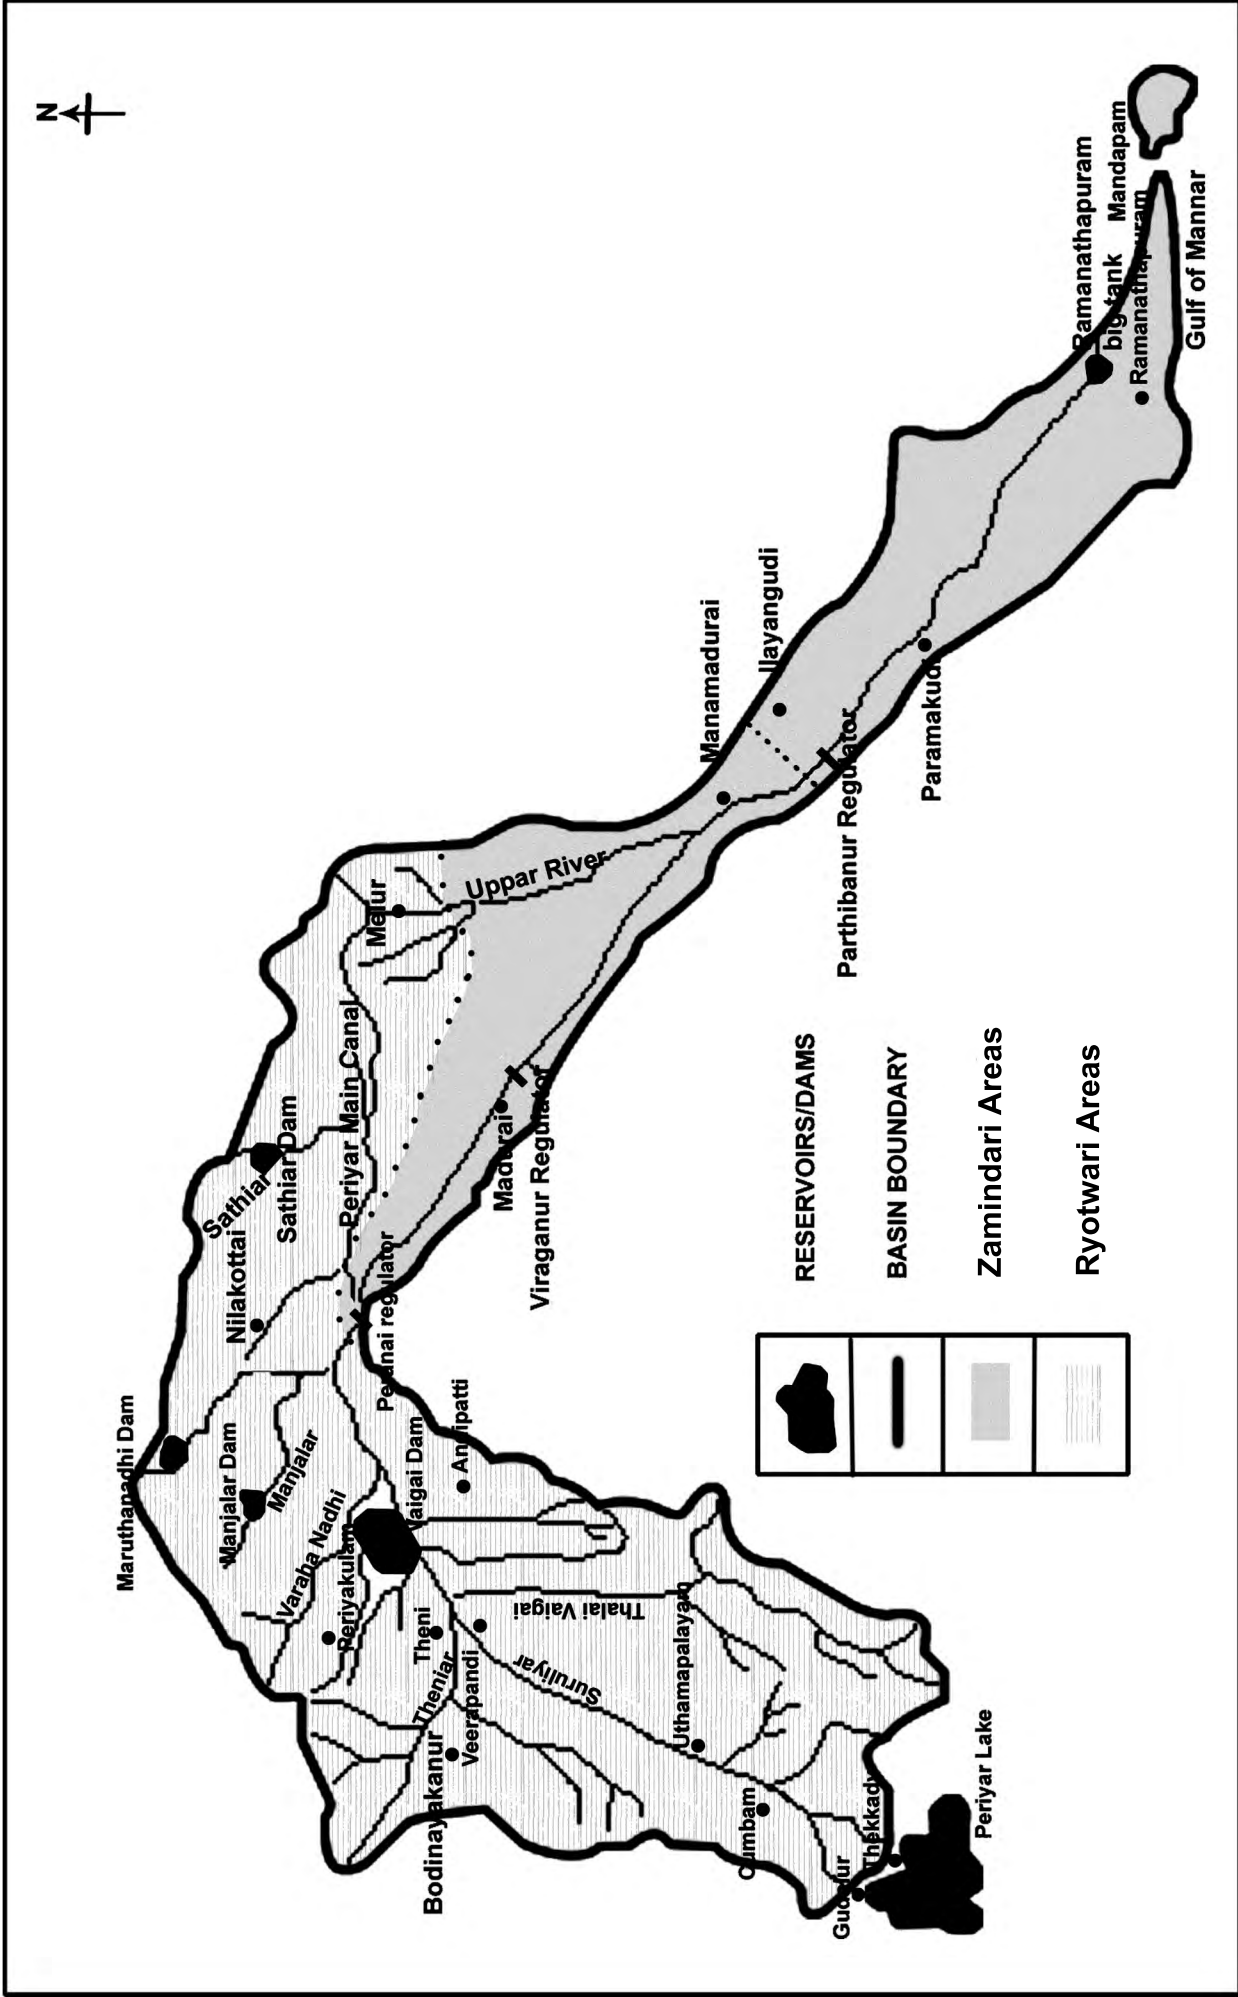 N
Maruthanadhi Dam
Manjalar Dam
Manjalar
Nilakottai
Sathiar
Sathiar Dam
Periyar Main Canal
Melur
Uppar River
Varaha Nadhi
Periyakulam
Vaigai Dam
Andipatti
Peranai regulator
Madurai
Viraganur Regulator
Manamadurai
Ilayangudi
Parthibanur Regulator
Paramakudi
Ramanathapuram
big tank
Mandapam
Ramanathapuram
Gulf of Mannar
Theni
Theniar
Veerapandi
Bodinayakanur
Thalai Vaigai
Suruliyar
Uthamapalayam
Cumbam
Gudalur
Thekkady
Periyar Lake
RESERVOIRS/DAMS
BASIN BOUNDARY
Zamindari Areas
Ryotwari Areas